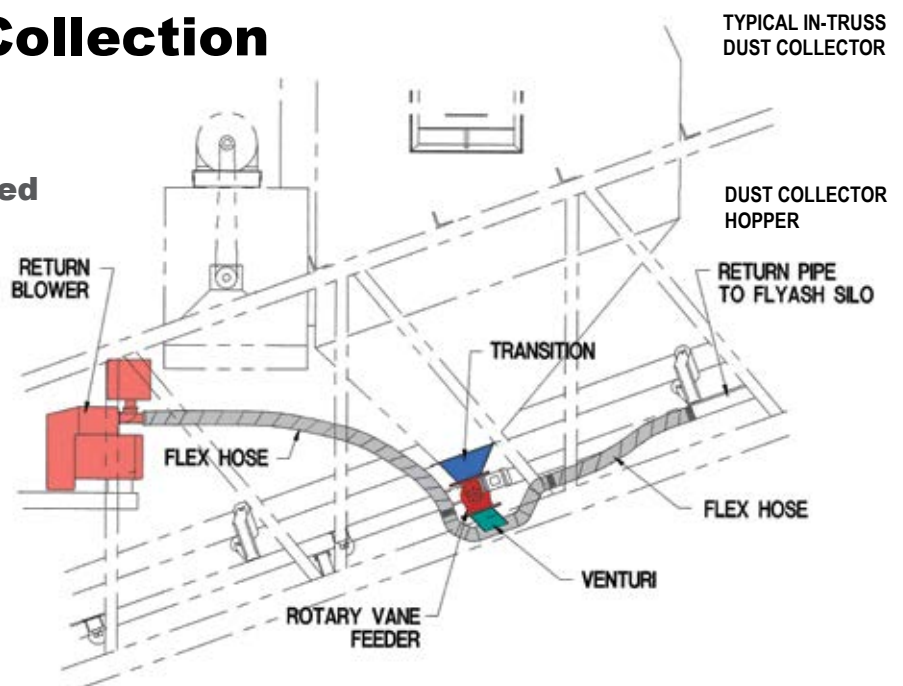 Collection
TYPICAL IN-TRUSS
DUST COLLECTOR
DUST COLLECTOR
HOPPER
RETURN
BLOWER
RETURN PIPE
TO FLYASH SILO
TRANSITION
FLEX HOSE
FLEX HOSE
VENTURI
ROTARY VANE
FEEDER